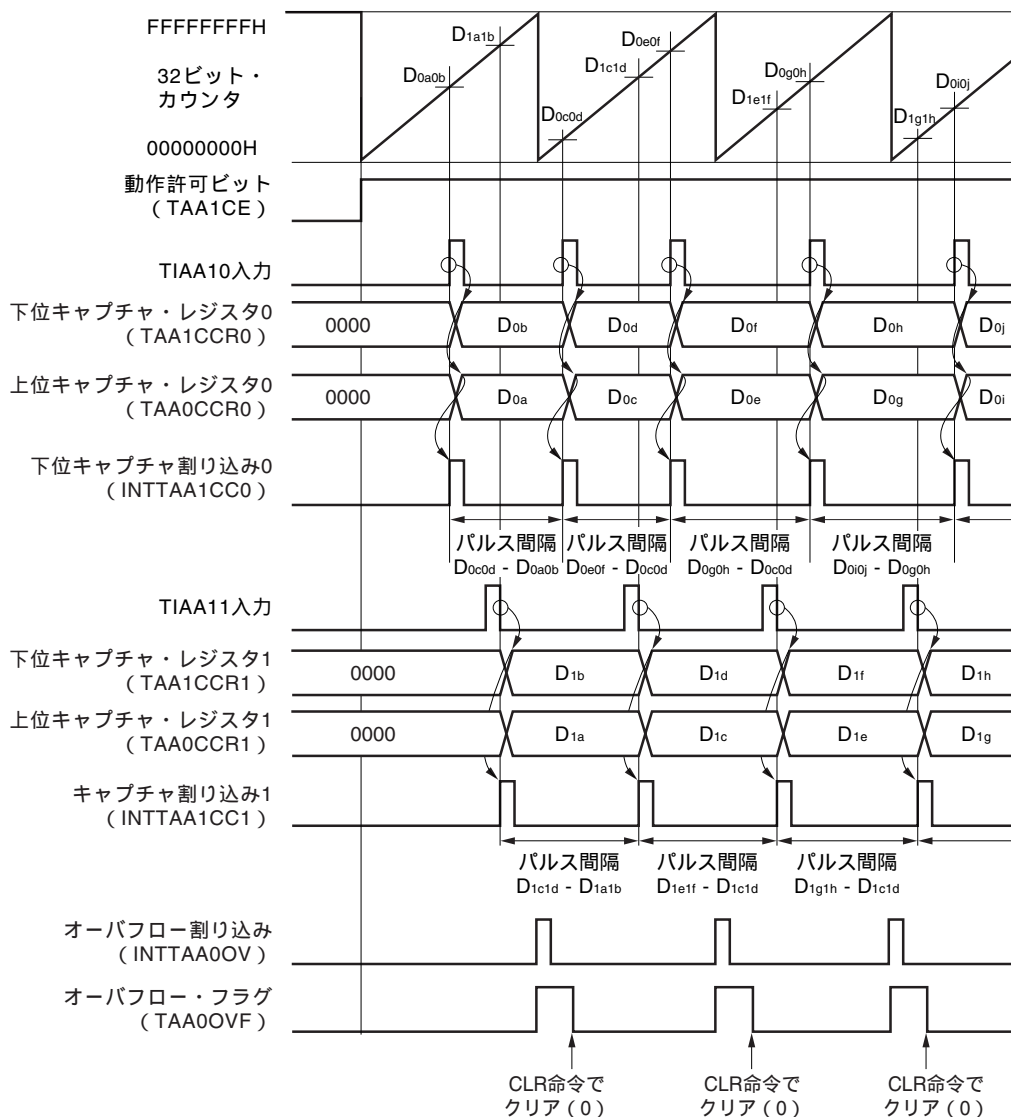 FFFFFFFFH
32ビット・
カウンタ
00000000H
D0a0b
D1a1b
D0c0d
D1c1d
D0e0f
D1e1f
D0g0h
D1g1h
D0i0j
動作許可ビット
（TAA1CE）
TIAA10入力
下位キャプチャ・レジスタ0
（TAA1CCR0）
0000
D0b
D0d
D0f
D0h
D0j
上位キャプチャ・レジスタ0
（TAA0CCR0）
0000
D0a
D0c
D0e
D0g
D0i
下位キャプチャ割り込み0
（INTTAA1CC0）
パルス間隔
D0c0d - D0a0b
パルス間隔
D0e0f - D0c0d
パルス間隔
D0g0h - D0c0d
パルス間隔
D0i0j - D0g0h
TIAA11入力
下位キャプチャ・レジスタ1
（TAA1CCR1）
0000
D1b
D1d
D1f
D1h
上位キャプチャ・レジスタ1
（TAA0CCR1）
0000
D1a
D1c
D1e
D1g
キャプチャ割り込み1
（INTTAA1CC1）
パルス間隔
D1c1d - D1a1b
パルス間隔
D1e1f - D1c1d
パルス間隔
D1g1h - D1c1d
オーバフロー割り込み
（INTTAA0OV）
オーバフロー・フラグ
（TAA0OVF）
CLR命令で
クリア（0）
CLR命令で
クリア（0）
CLR命令で
クリア（0）